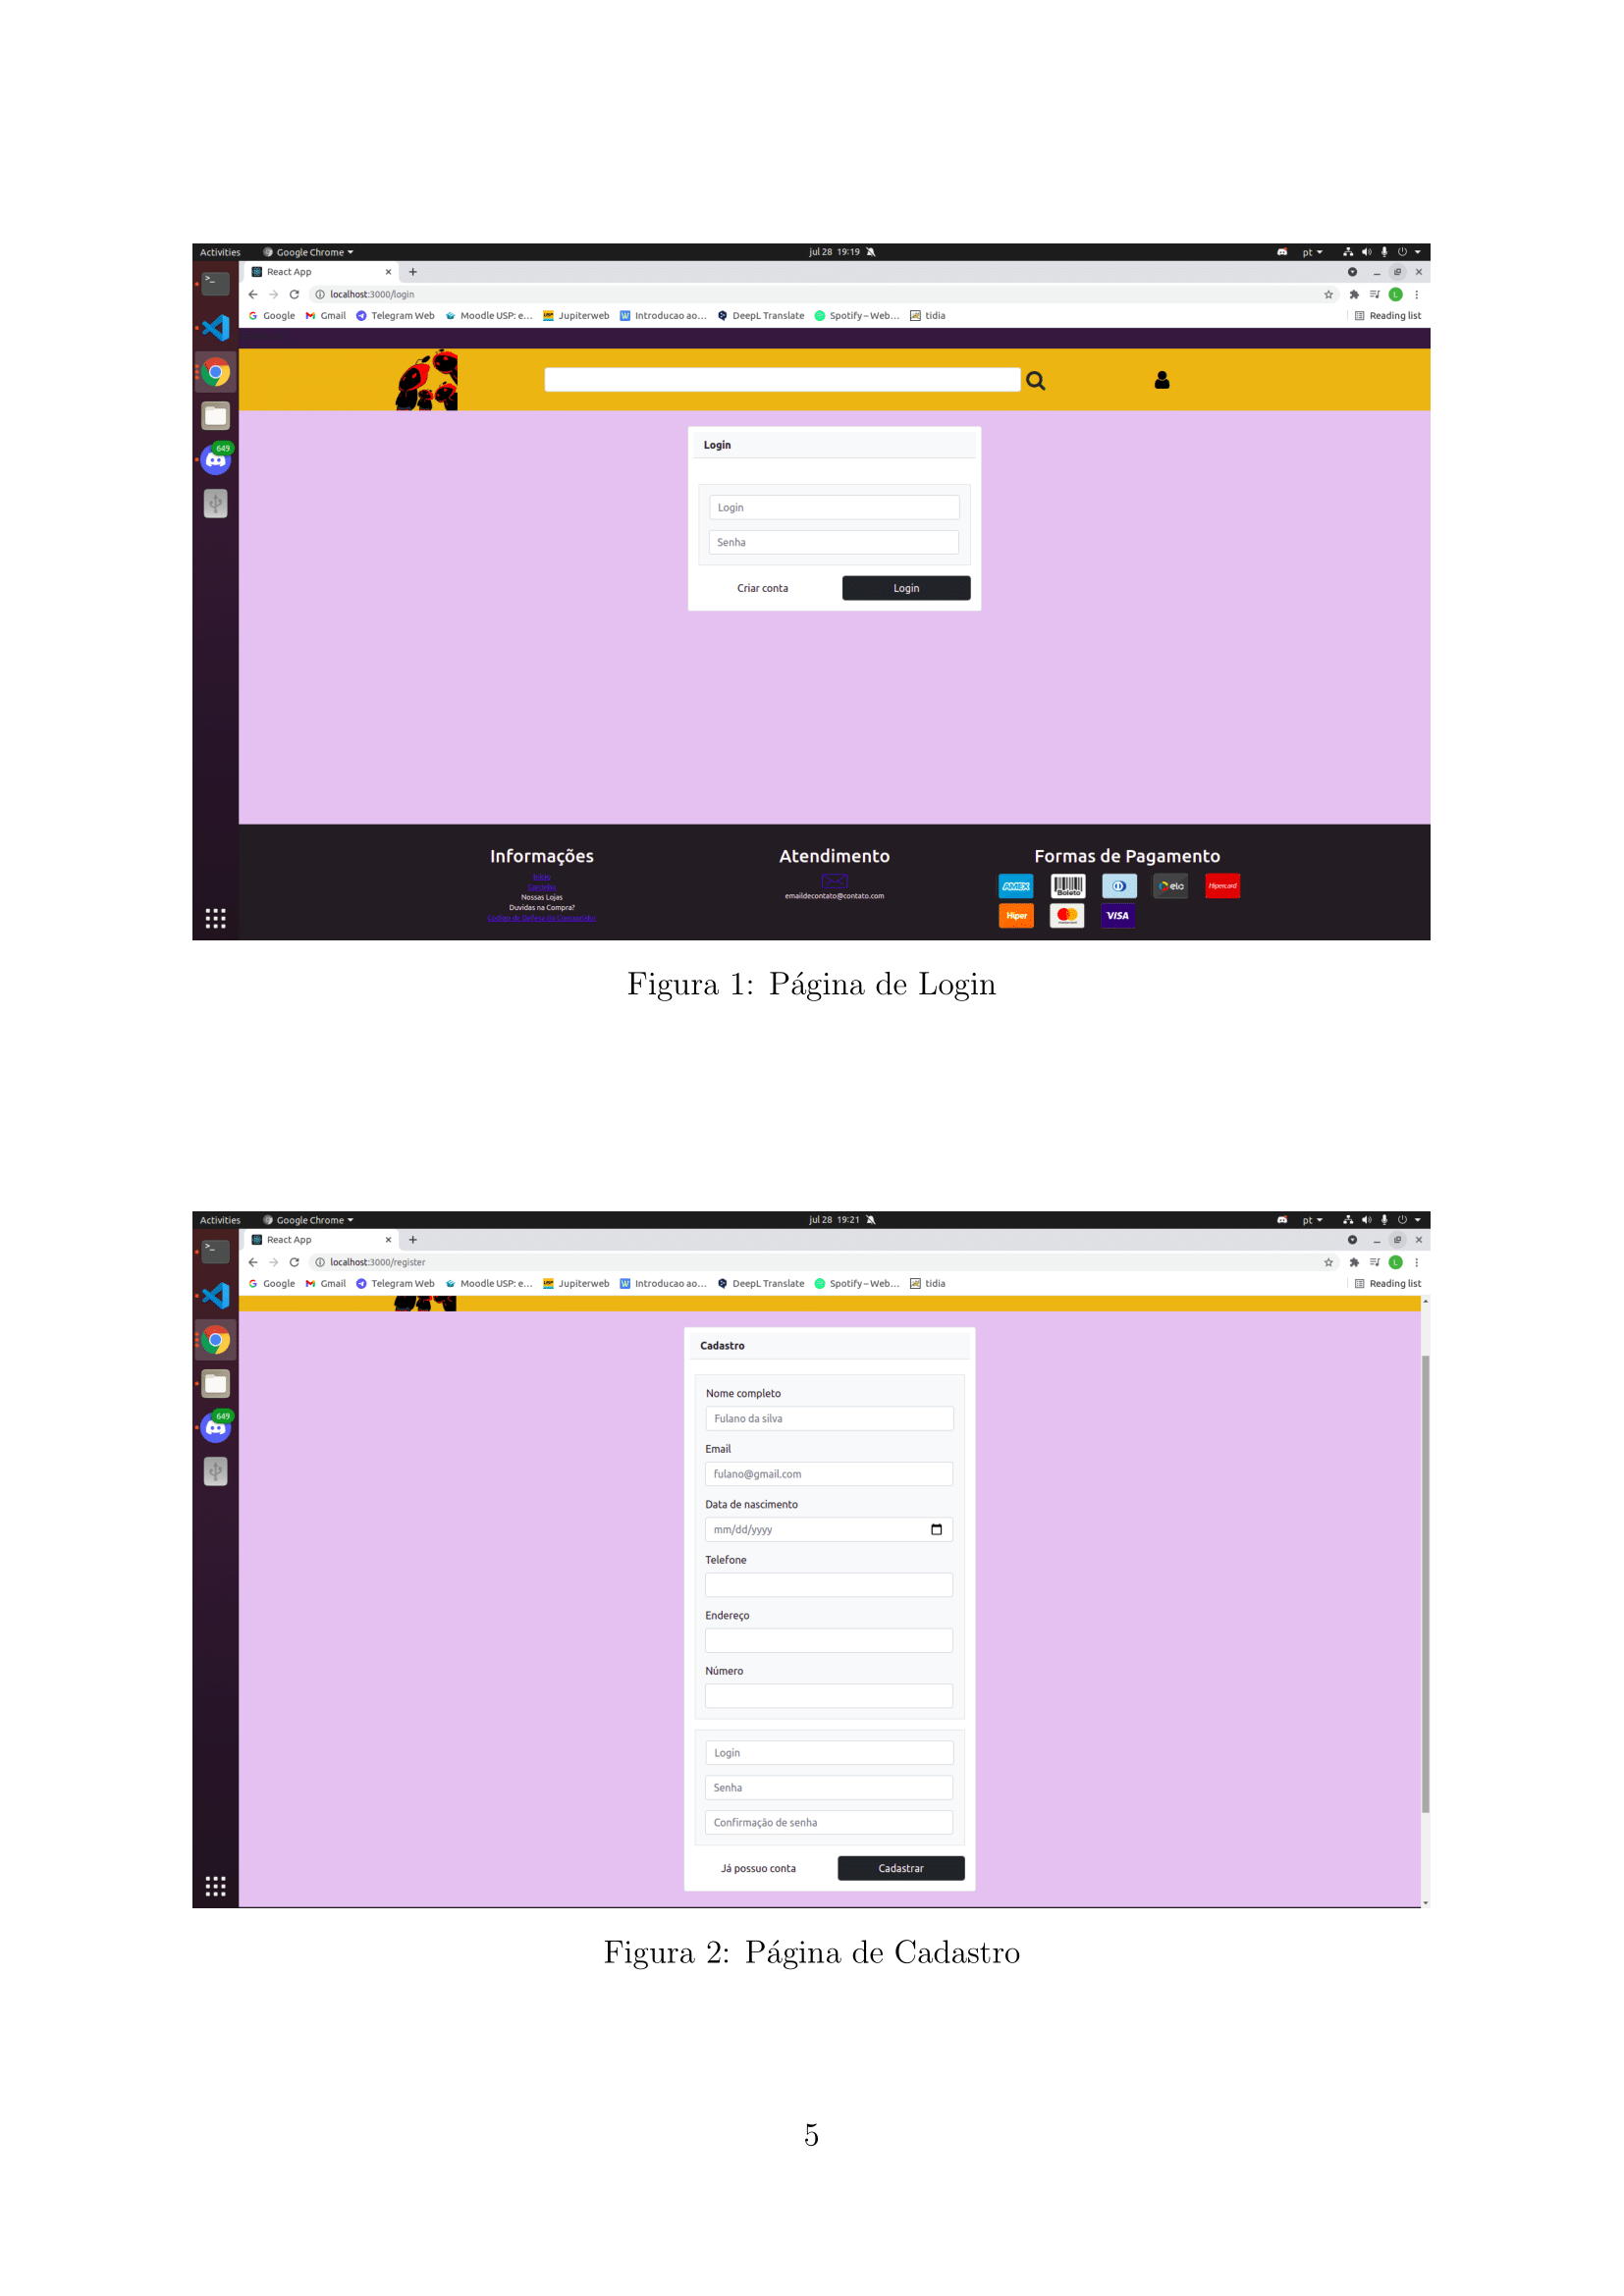 Activities Google Chrome jul 28 19:19 pt
React App
localhost:3000/login
Google Gmail Telegram Web Moodle USP: e... Jupiterweb Introducao ao... DeepL Translate Spotify – Web... tidia Reading list
649
Login
Login
Senha
Criar conta Login
Informações Atendimento Formas de Pagamento
Início
Carrinho
Nossas Lojas
Duvidas na Compra?
emaildecontato@contato.com
AMEX Boleto elo Hipercard
Hiper VISA
Figura 1: Página de Login
Activities Google Chrome jul 28 19:21 pt
React App
localhost:3000/register
Google Gmail Telegram Web Moodle USP: e... Jupiterweb Introducao ao... DeepL Translate Spotify – Web... tidia Reading list
649
Cadastro
Nome completo
Fulano da silva
Email
fulano@gmail.com
Data de nascimento
mm/dd/yyyy
Telefone
Endereço
Número
Login
Senha
Confirmação de senha
Já possuo conta Cadastrar
Figura 2: Página de Cadastro
5